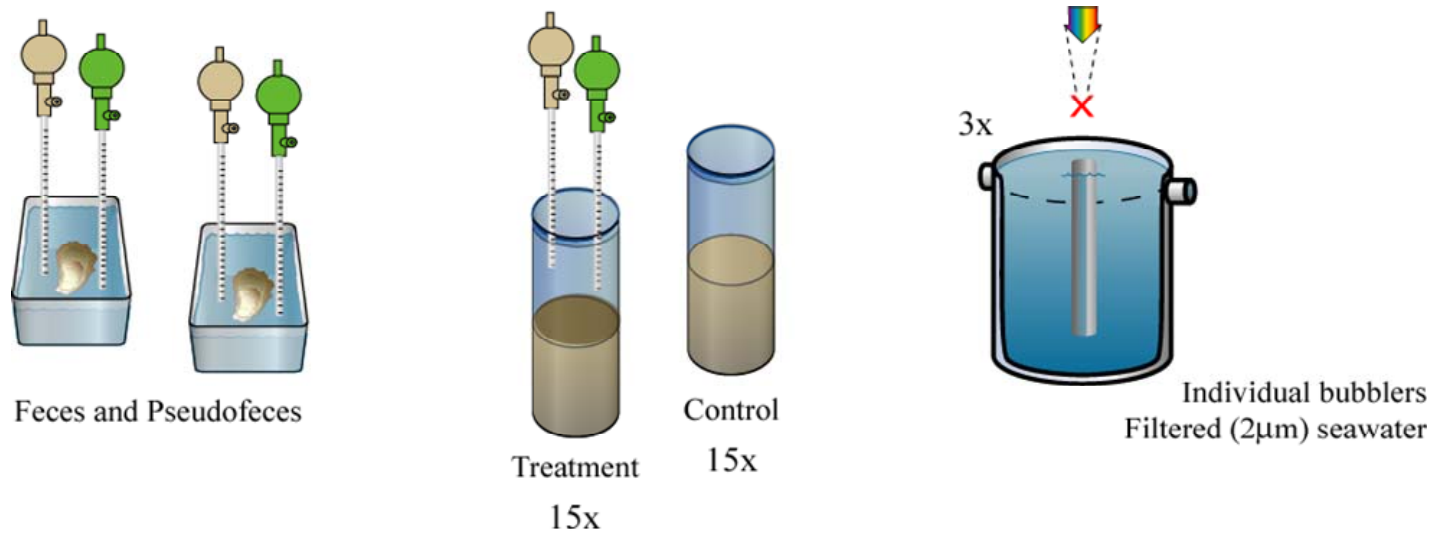 Feces and Pseudofeces
Treatment
15x
Control
15x
3x
Individual bubblers
Filtered (2μm) seawater